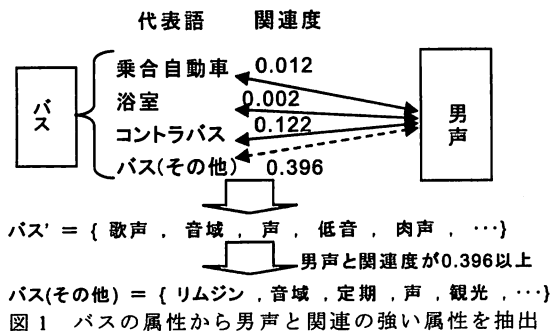 代表語 関連度
乗合自動車 0.012
浴室 0.002
コントラバス 0.122
バス(その他) 0.396
バス
男声
バス' = { 歌声 , 音域 , 声 , 低音 , 肉声 , ···}
男声と関連度が0.396以上
バス(その他) = { リムジン , 音域 , 定期 , 声 , 観光 , ···}
図1 バスの属性から男声と関連の強い属性を抽出